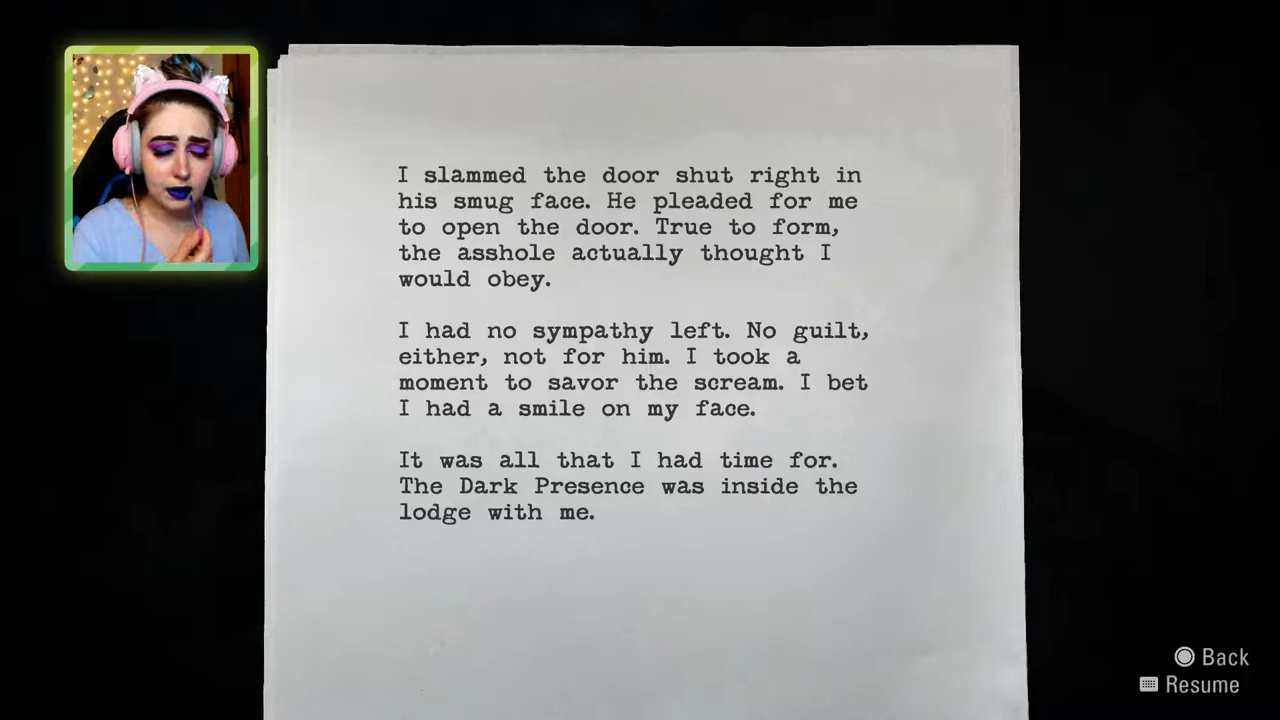 I slammed the door shut right in
his smug face. He pleaded for me
to open the door. True to form,
the asshole actually thought I
would obey.
I had no sympathy left. No guilt,
either, not for him. I took a
moment to savor the scream. I bet
I had a smile on my face.
It was all that I had time for.
The Dark Presence was inside the
lodge with me.
Back
Resume